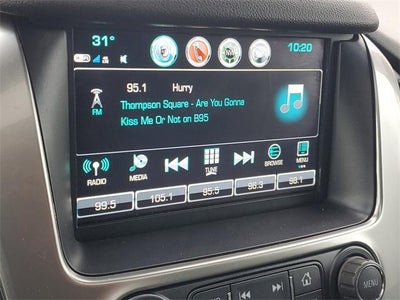 31°
10:20
95.1 Hurry
FM
Thompson Square - Are You Gonna
Kiss Me Or Not on B95
RADIO
MEDIA
TUNE
BROWSE
MENU
99.5
105.1
95.5
96.3
98.1